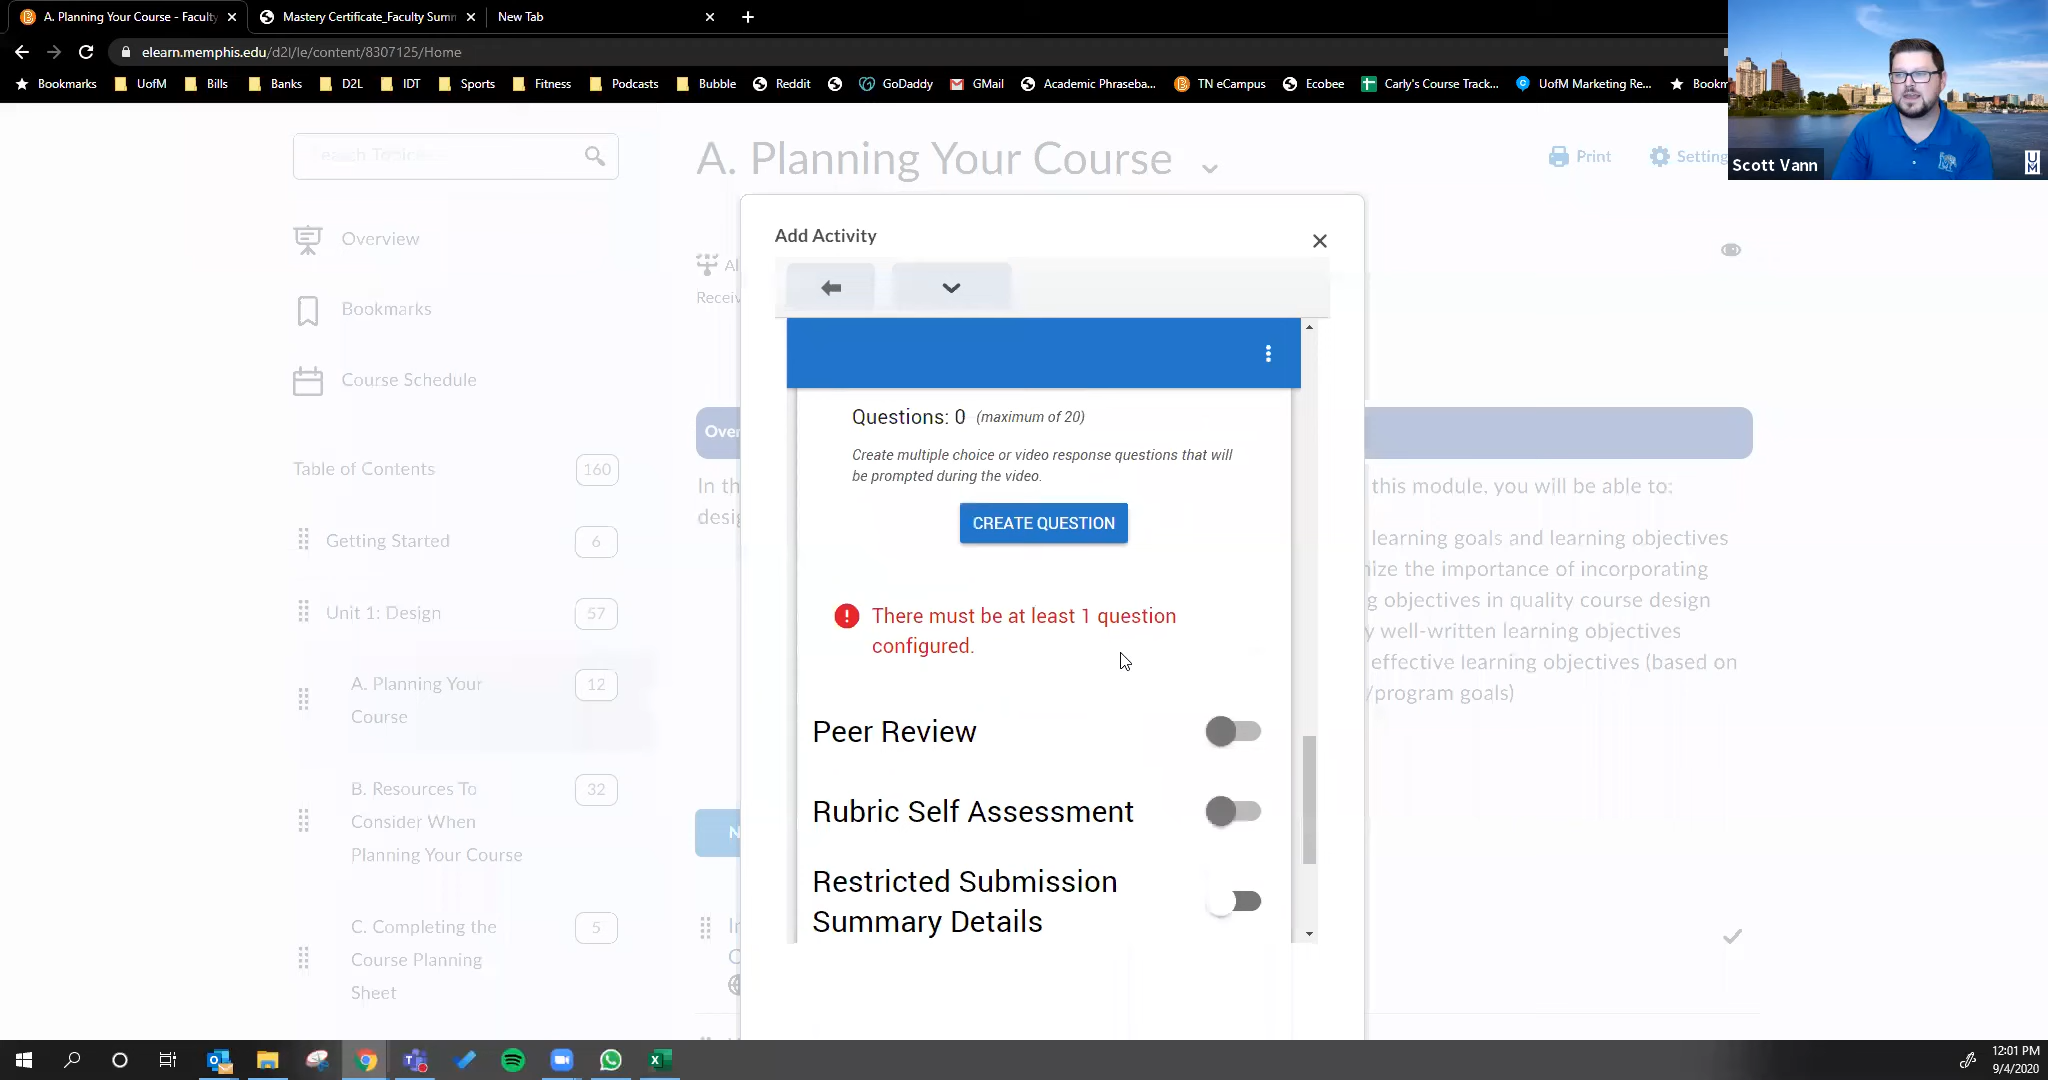 A. Planning Your Course - Faculty
Mastery Certificate_Faculty Summ
New Tab
elearn.memphis.edu/d2l/le/content/8307125/Home
Bookmarks
UofM
Bills
Banks
D2L
IDT
Sports
Fitness
Podcasts
Bubble
Reddit
GoDaddy
GMail
Academic Phraseba...
TN eCampus
Ecobee
Carly's Course Track...
UofM Marketing Re...
Bookm
Scott Vann
A. Planning Your Course
Print
Setting
Overview
Bookmarks
Course Schedule
Table of Contents 160
Getting Started 6
Unit 1: Design 57
A. Planning Your 12
Course
B. Resources To 32
Consider When
Planning Your Course
C. Completing the 5
Course Planning
Sheet
Receiv
Over
In th
desig
Add Activity
Questions: 0 (maximum of 20)
Create multiple choice or video response questions that will
be prompted during the video.
CREATE QUESTION
There must be at least 1 question
configured.
Peer Review
Rubric Self Assessment
Restricted Submission
Summary Details
this module, you will be able to:
learning goals and learning objectives
ize the importance of incorporating
g objectives in quality course design
y well-written learning objectives
effective learning objectives (based on
/program goals)
12:01 PM
9/4/2020